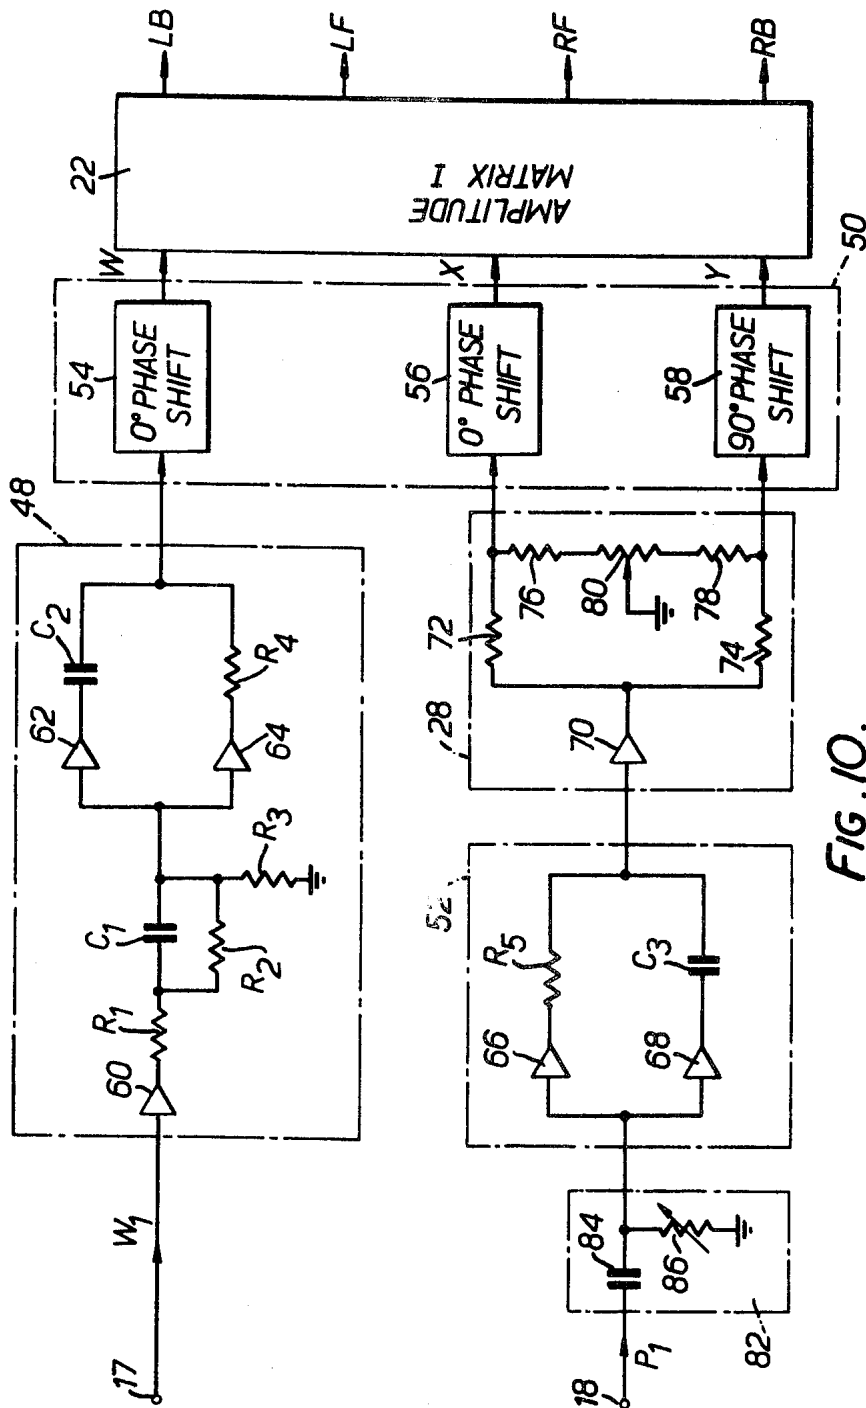 17
W1
48
60
R1
C1
R2
R3
62
64
C2
R4
54
0° PHASE
SHIFT
W
22
AMPLITUDE
MATRIX I
LB
LF
RF
RB
18
P1
82
84
86
52
66
68
R5
C3
28
70
72
74
76
80
78
56
0° PHASE
SHIFT
X
58
90° PHASE
SHIFT
Y
50
FIG. 10.